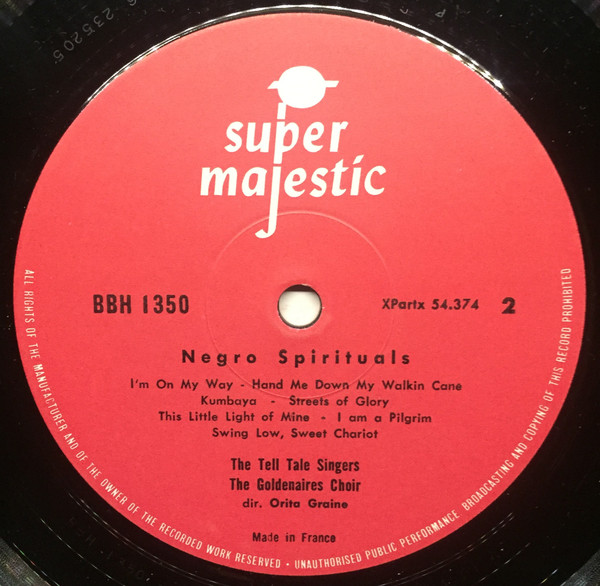 super
majestic
BBH 1350
XPartx 54.374 2
Negro Spirituals
I'm On My Way - Hand Me Down My Walkin Cane
Kumbaya - Streets of Glory
This Little Light of Mine - I am a Pilgrim
Swing Low, Sweet Chariot
The Tell Tale Singers
The Goldenaires Choir
dir. Orita Graine
Made in France
ALL RIGHTS OF THE MANUFACTURER AND OF THE OWNER OF THE RECORDED WORK RESERVED - UNAUTHORISED PUBLIC PERFORMANCE BROADCASTING AND COPYING OF THIS RECORD PROHIBITED